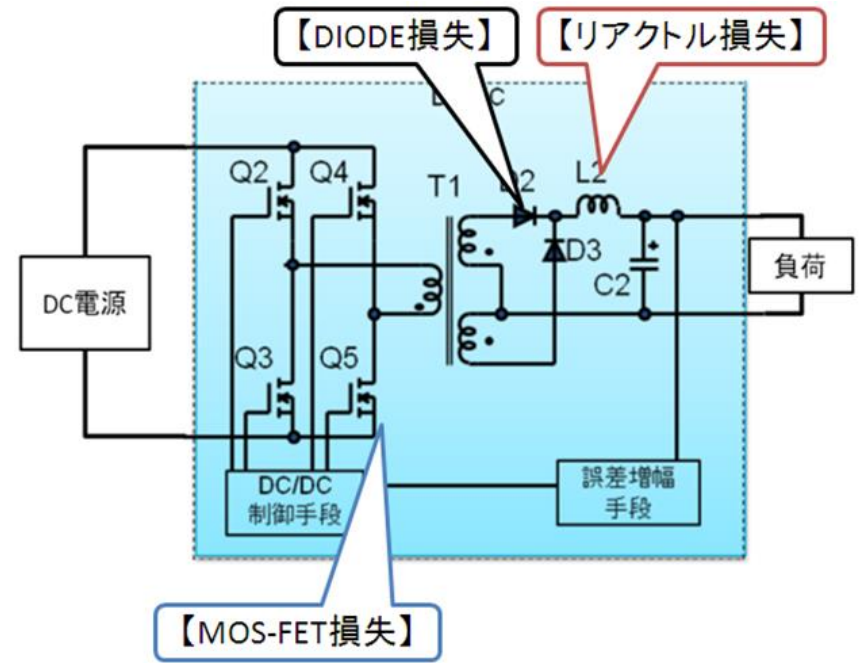 【DIODE損失】
【リアクトル損失】
Q2
Q4
T1
L2
D3
C2
DC電源
負荷
Q3
Q5
DC/DC
制御手段
誤差増幅
手段
【MOS-FET損失】